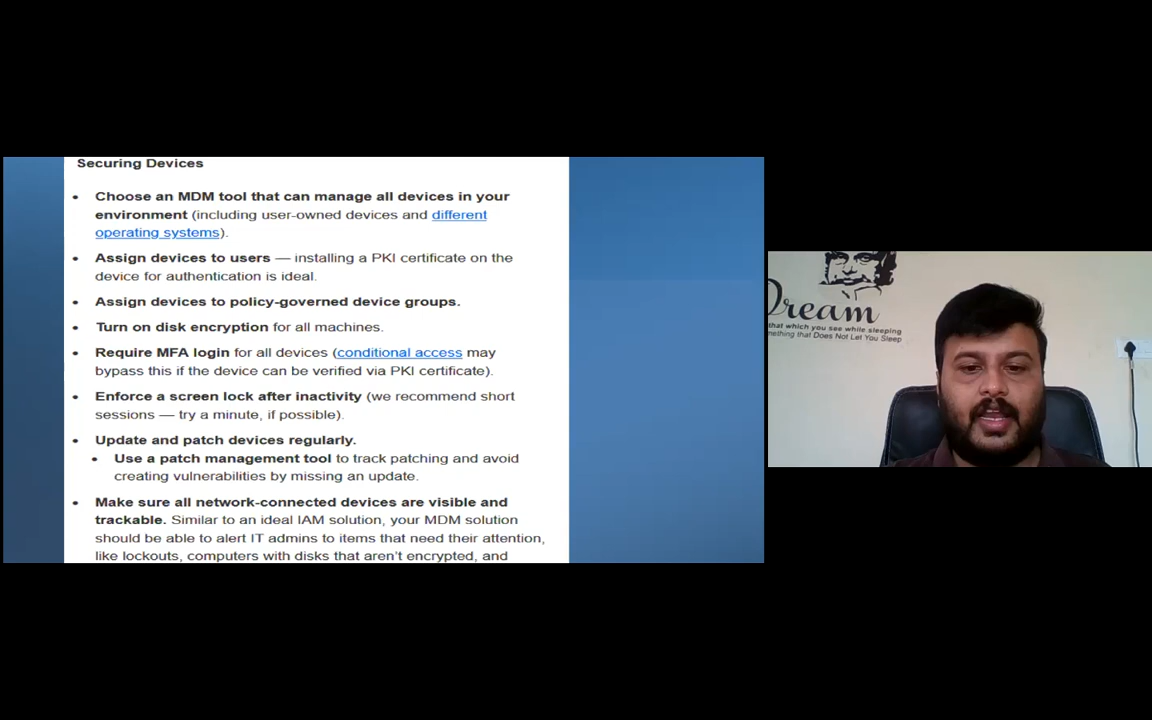 Securing Devices
• Choose an MDM tool that can manage all devices in your
environment (including user-owned devices and different
operating systems).
• Assign devices to users — installing a PKI certificate on the
device for authentication is ideal.
• Assign devices to policy-governed device groups.
• Turn on disk encryption for all machines.
• Require MFA login for all devices (conditional access may
bypass this if the device can be verified via PKI certificate).
• Enforce a screen lock after inactivity (we recommend short
sessions — try a minute, if possible).
• Update and patch devices regularly.
• Use a patch management tool to track patching and avoid
creating vulnerabilities by missing an update.
• Make sure all network-connected devices are visible and
trackable. Similar to an ideal IAM solution, your MDM solution
should be able to alert IT admins to items that need their attention,
like lockouts, computers with disks that aren't encrypted, and
Dream
that which you see while sleeping
mething that Does Not Let You Sleep